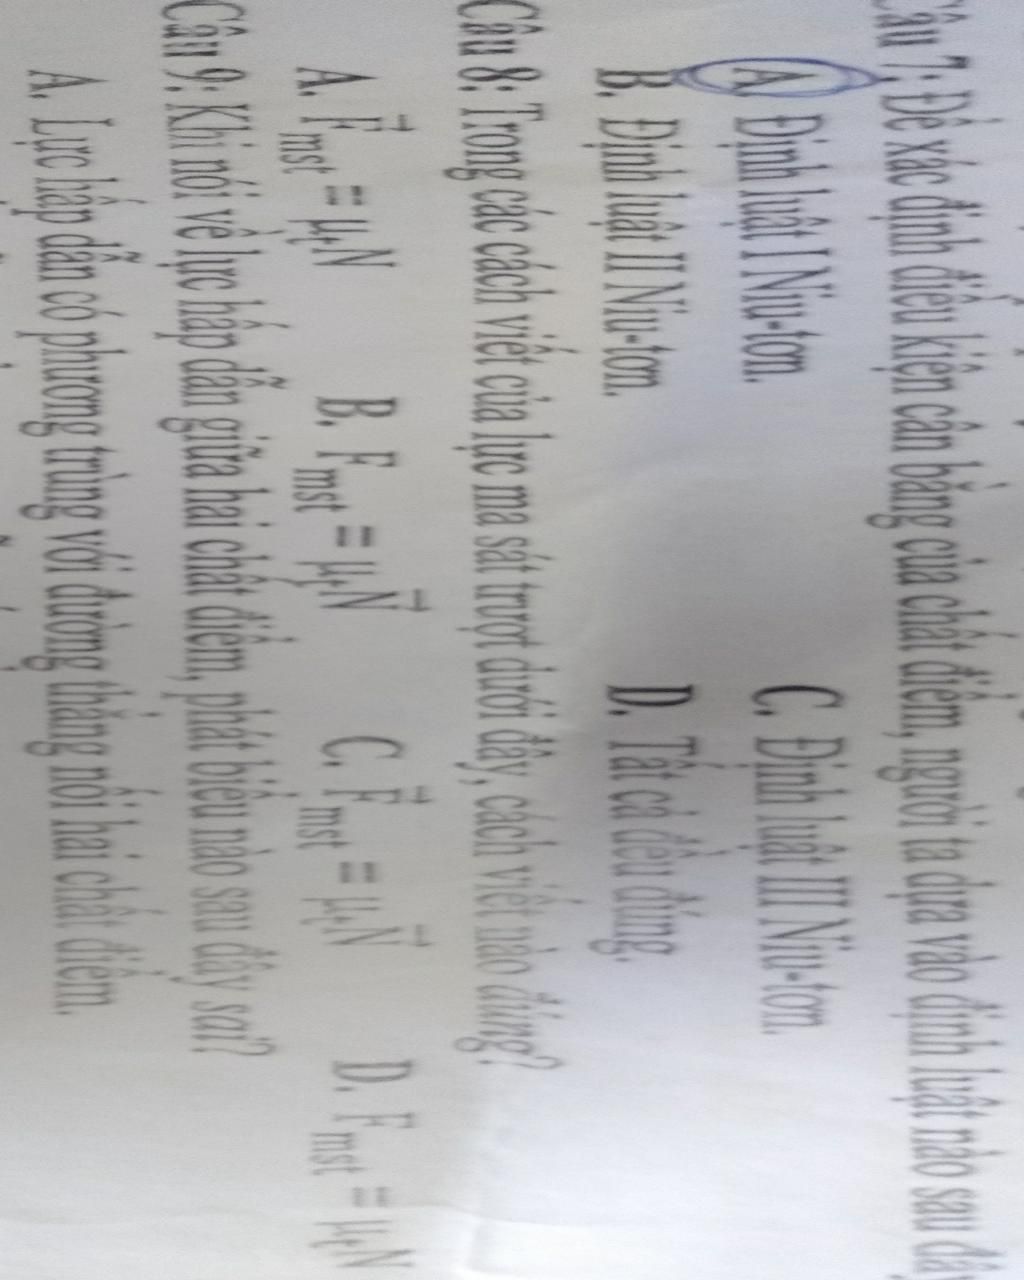 Câu 7: Để xác định điều kiện cân bằng của chất điểm, người ta dựa vào định luật nào sau
A. Định luật I Niu-tơn. C. Định luật III Niu-tơn.
B. Định luật II Niu-tơn. D. Tất cả đều đúng.
Câu 8: Trong các cách viết của lực ma sát trượt dưới đây, cách viết nào đúng?
A. F⃗mst = μtN B. Fmst = μtN⃗ C. F⃗mst = μtN⃗ D. Fmst = μtN
Câu 9: Khi nói về lực hấp dẫn giữa hai chất điểm, phát biểu nào sau đây sai?
A. Lực hấp dẫn có phương trùng với đường thẳng nối hai chất điểm.